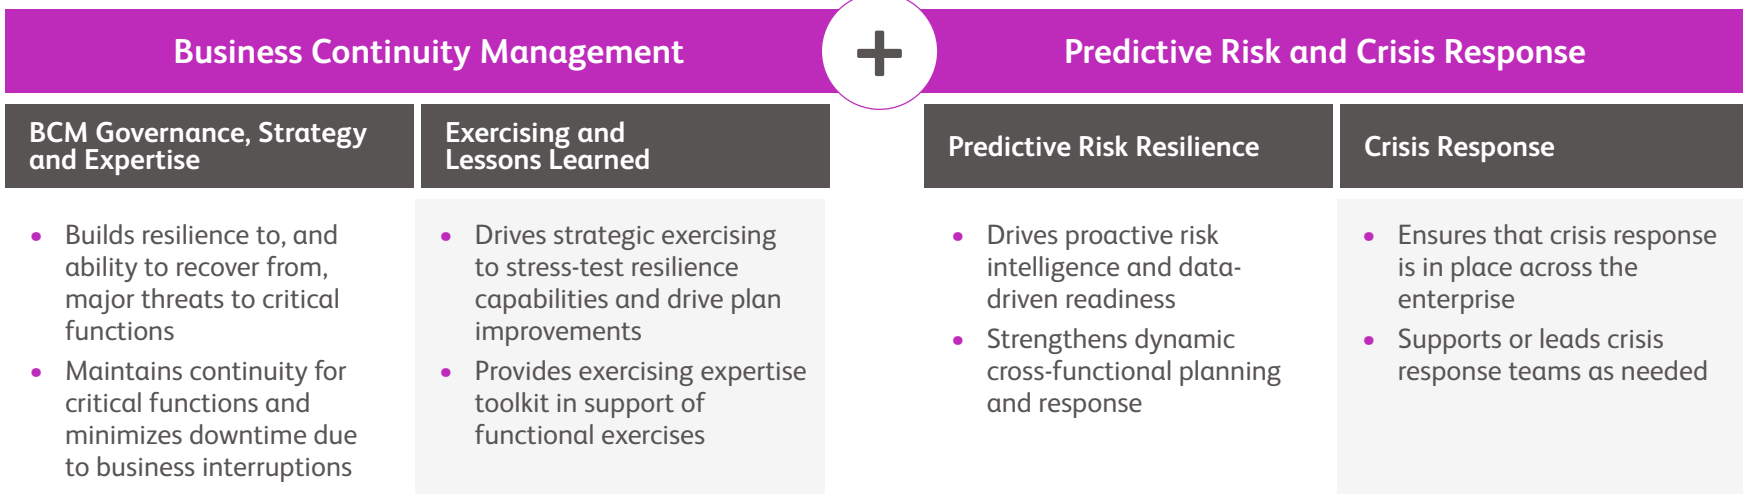 Business Continuity Management
+
Predictive Risk and Crisis Response
BCM Governance, Strategy
and Expertise
• Builds resilience to, and
ability to recover from,
major threats to critical
functions
• Maintains continuity for
critical functions and
minimizes downtime due
to business interruptions
Exercising and
Lessons Learned
• Drives strategic exercising
to stress-test resilience
capabilities and drive plan
improvements
• Provides exercising expertise
toolkit in support of
functional exercises
Predictive Risk Resilience
• Drives proactive risk
intelligence and data-
driven readiness
• Strengthens dynamic
cross-functional planning
and response
Crisis Response
• Ensures that crisis response
is in place across the
enterprise
• Supports or leads crisis
response teams as needed